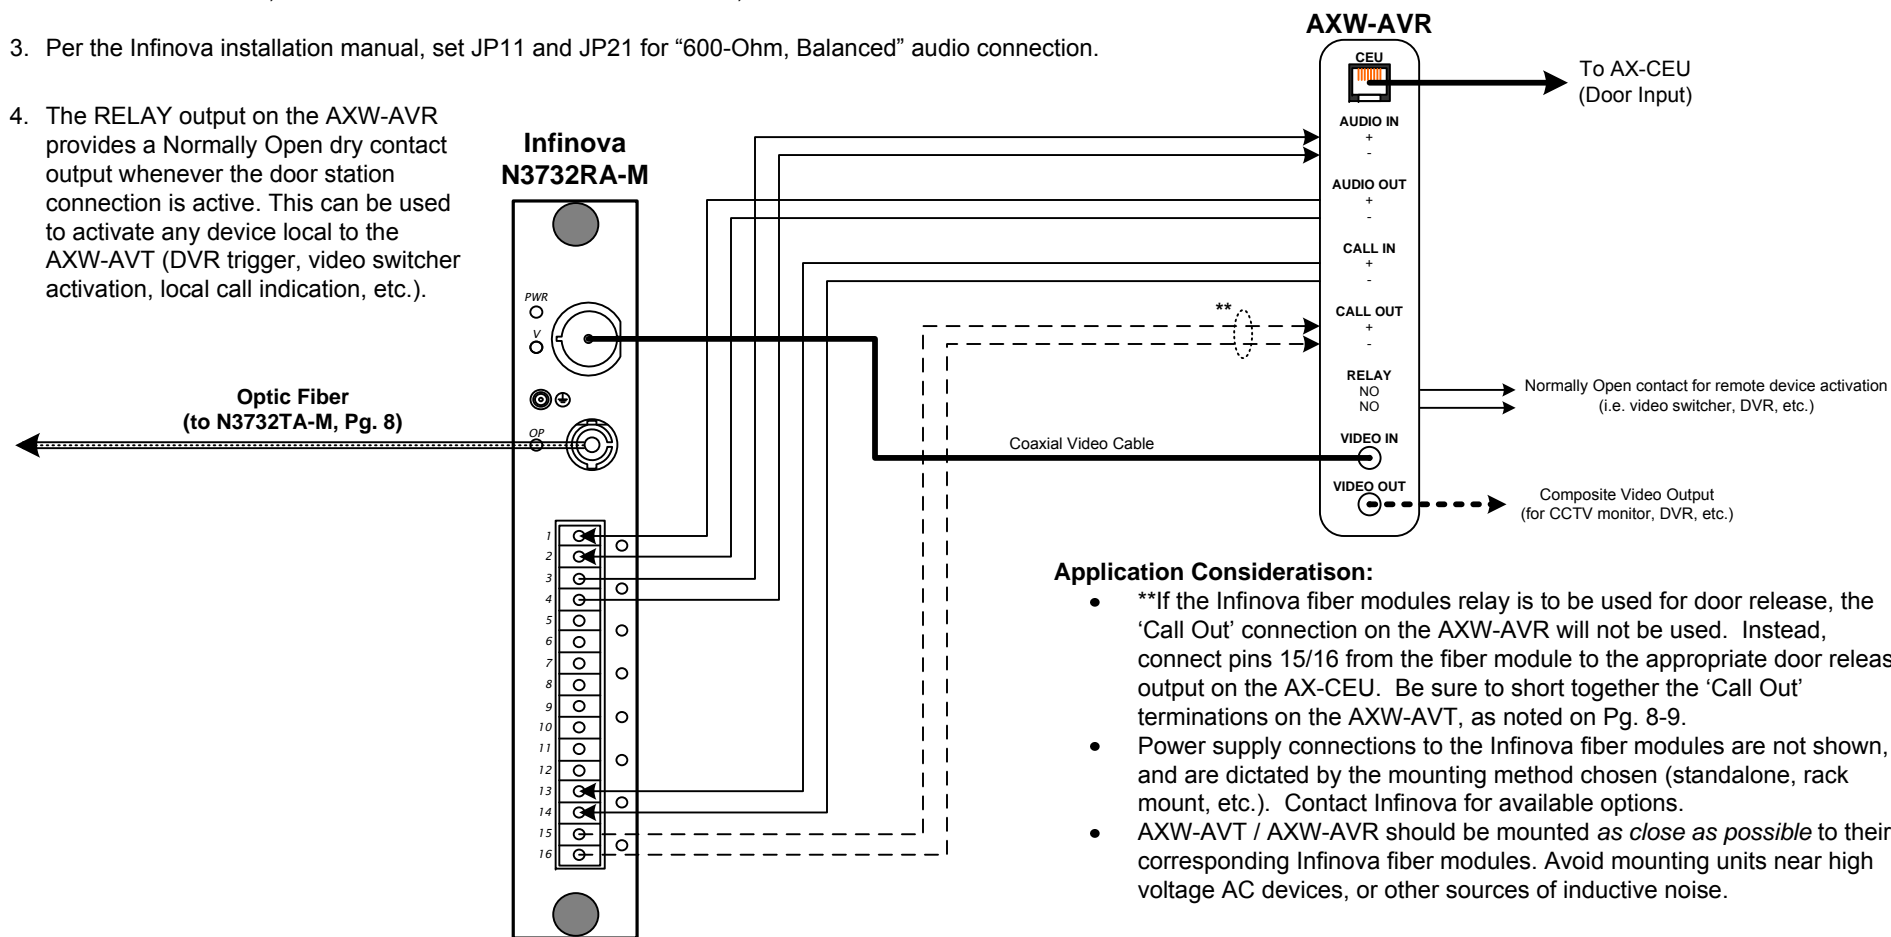 3. Per the Infinova installation manual, set JP11 and JP21 for “600-Ohm, Balanced” audio connection.
4. The RELAY output on the AXW-AVR
provides a Normally Open dry contact
output whenever the door station
connection is active. This can be used
to activate any device local to the
AXW-AVT (DVR trigger, video switcher
activation, local call indication, etc.).
Infinova
N3732RA-M
PWR
V
OP
Optic Fiber
(to N3732TA-M, Pg. 8)
1
2
3
4
5
6
7
8
9
10
11
12
13
14
15
16
**
Coaxial Video Cable
AXW-AVR
CEU
To AX-CEU
(Door Input)
AUDIO IN
+
-
AUDIO OUT
+
-
CALL IN
+
-
CALL OUT
+
-
RELAY
NO
NO
Normally Open contact for remote device activation
(i.e. video switcher, DVR, etc.)
VIDEO IN
VIDEO OUT
Composite Video Output
(for CCTV monitor, DVR, etc.)
Application Consideratison:
• **If the Infinova fiber modules relay is to be used for door release, the
‘Call Out’ connection on the AXW-AVR will not be used. Instead,
connect pins 15/16 from the fiber module to the appropriate door releas
output on the AX-CEU. Be sure to short together the ‘Call Out’
terminations on the AXW-AVT, as noted on Pg. 8-9.
• Power supply connections to the Infinova fiber modules are not shown,
and are dictated by the mounting method chosen (standalone, rack
mount, etc.). Contact Infinova for available options.
• AXW-AVT / AXW-AVR should be mounted as close as possible to their
corresponding Infinova fiber modules. Avoid mounting units near high
voltage AC devices, or other sources of inductive noise.